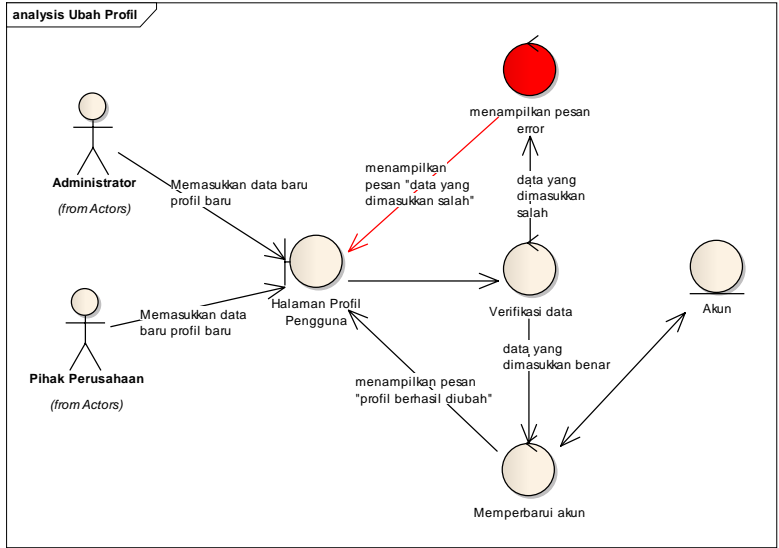 analysis Ubah Profil
menampilkan pesan
error
menampilkan
pesan "data yang
dimasukkan salah"
data yang
dimasukkan
salah
Administrator
(from Actors)
Memasukkan data baru
profil baru
Halaman Profil
Pengguna
Verifikasi data
Akun
Memasukkan data
baru profil baru
Pihak Perusahaan
(from Actors)
data yang
dimasukkan benar
menampilkan pesan
"profil berhasil diubah"
Memperbarui akun